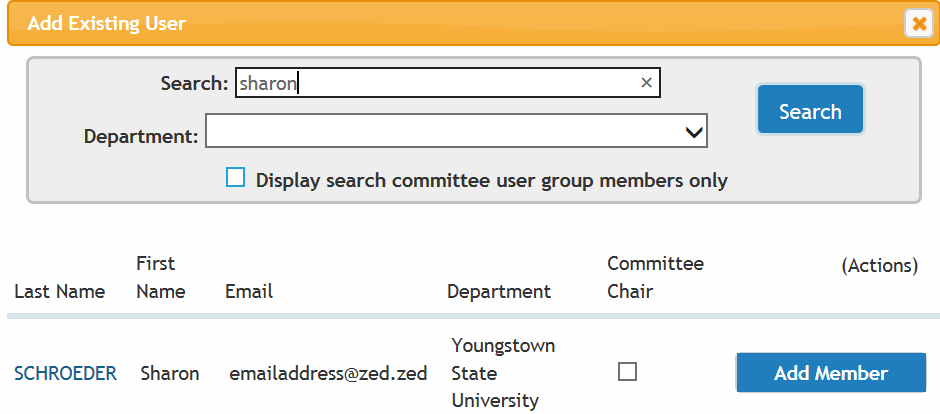 Add Existing User
Search: sharon
Search
Department:
Display search committee user group members only
Last Name First Name Email Department Committee Chair (Actions)
SCHROEDER Sharon emailaddress@zed.zed Youngstown State University Add Member